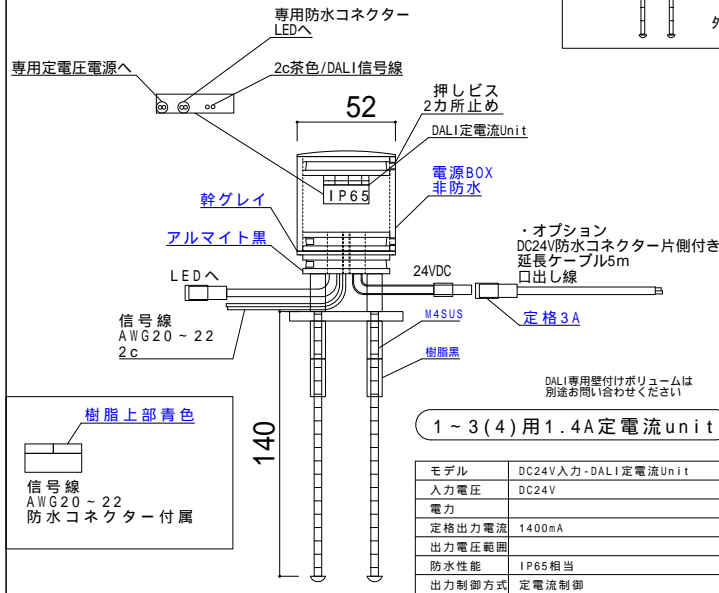 専用防水コネクター
LEDへ
専用定電圧電源へ
2c茶色/DALI信号線
外
52
押しビス
2カ所止め
DALI定電流Unit
IP65
電源BOX
非防水
幹グレイ
アルマイト黒
・オプション
DC24V防水コネクター片側付き
延長ケーブル5m
口出し線
LEDへ
24VDC
定格3A
信号線
AWG20～22
2c
M4SUS
樹脂黒
140
DALI専用壁付けボリュームは
別途お問い合わせください
樹脂上部青色
信号線
AWG20～22
防水コネクター付属
1～3(4)用1.4A定電流unit
モデル DC24V入力-DALI定電流Unit
入力電圧 DC24V
電力
定格出力電流 1400mA
出力電圧範囲
防水性能 IP65相当
出力制御方式 定電流制御